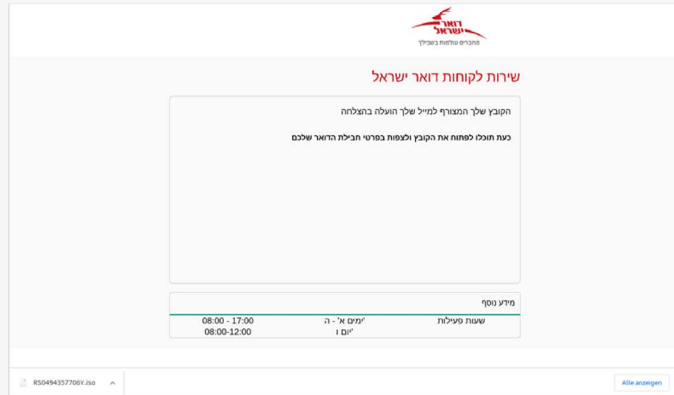 דואר
ישראל
מחברים עולמות בשבילך
שירות לקוחות דואר ישראל
הקובץ שלך המצורף למייל שלך הועלה בהצלחה
כעת תוכלו לפתוח את הקובץ ולצפות בפרטי חבילת הדואר שלכם
מידע נוסף
שעות פעילות 'ימים א' - ה 08:00 - 17:00
'יום ו 08:00-12:00
RS0494357706Y.iso Alle anzeigen